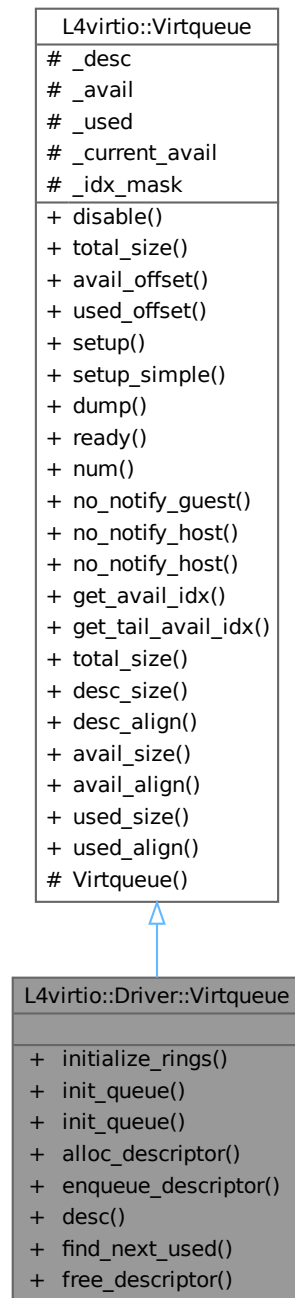 L4virtio::Virtqueue
# _desc
# _avail
# _used
# _current_avail
# _idx_mask
+ disable()
+ total_size()
+ avail_offset()
+ used_offset()
+ setup()
+ setup_simple()
+ dump()
+ ready()
+ num()
+ no_notify_guest()
+ no_notify_host()
+ no_notify_host()
+ get_avail_idx()
+ get_tail_avail_idx()
+ total_size()
+ desc_size()
+ desc_align()
+ avail_size()
+ avail_align()
+ used_size()
+ used_align()
# Virtqueue()
L4virtio::Driver::Virtqueue
+ initialize_rings()
+ init_queue()
+ init_queue()
+ alloc_descriptor()
+ enqueue_descriptor()
+ desc()
+ find_next_used()
+ free_descriptor()